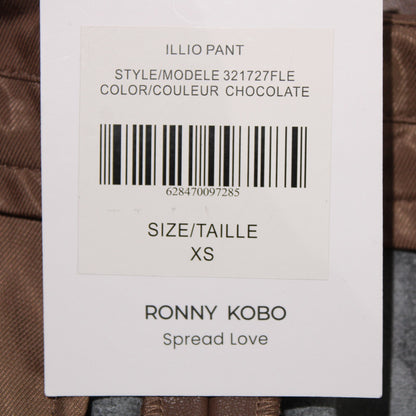 ILLIO PANT
STYLE/MODELE 321727FLE
COLOR/COULEUR CHOCOLATE
628470097285
SIZE/TAILLE
XS
RONNY KOBO
Spread Love